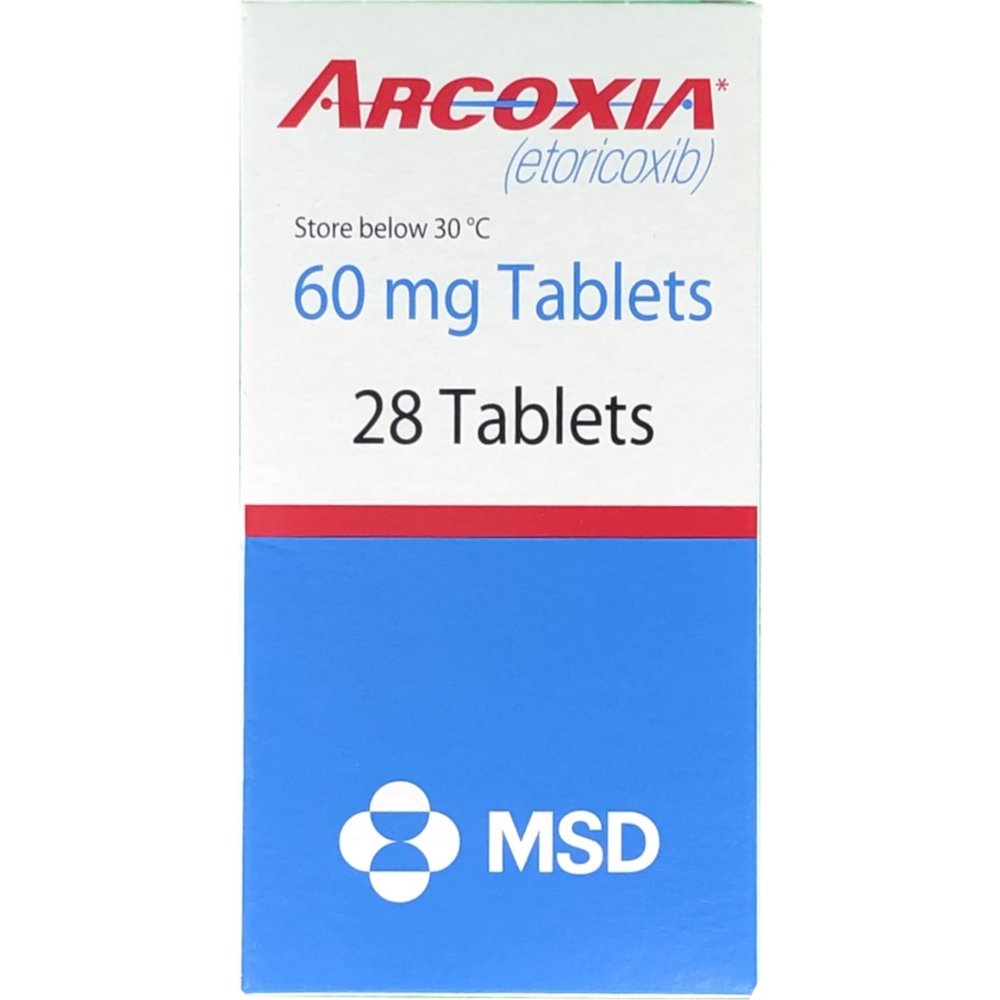 ARCOXIA*
(etoricoxib)
Store below 30 °C
60 mg Tablets
28 Tablets
MSD